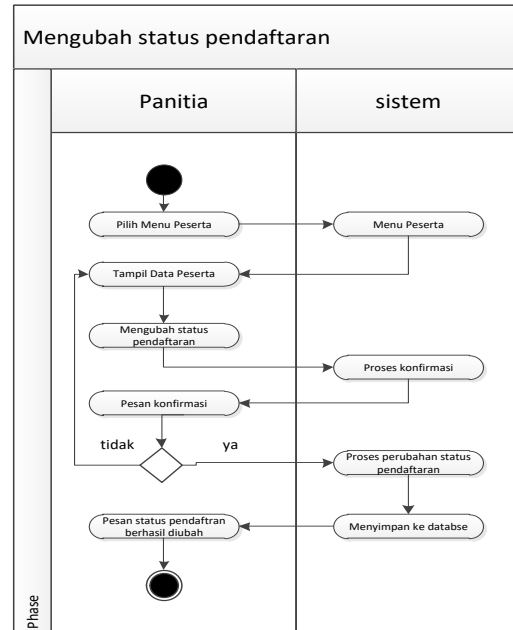 Mengubah status pendaftaran
Panitia
sistem
Pilih Menu Peserta
Menu Peserta
Tampil Data Peserta
Mengubah status
pendaftaran
Proses konfirmasi
Pesan konfirmasi
tidak
ya
Proses perubahan status
pendaftaran
Pesan status pendaftran
berhasil diubah
Menyimpan ke databse
Phase